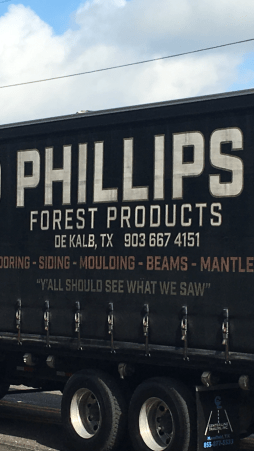 PHILLIPS
FOREST PRODUCTS
DE KALB, TX 903 667 4151
OORING - SIDING - MOULDING - BEAMS - MANTLE
"Y'ALL SHOULD SEE WHAT WE SAW"